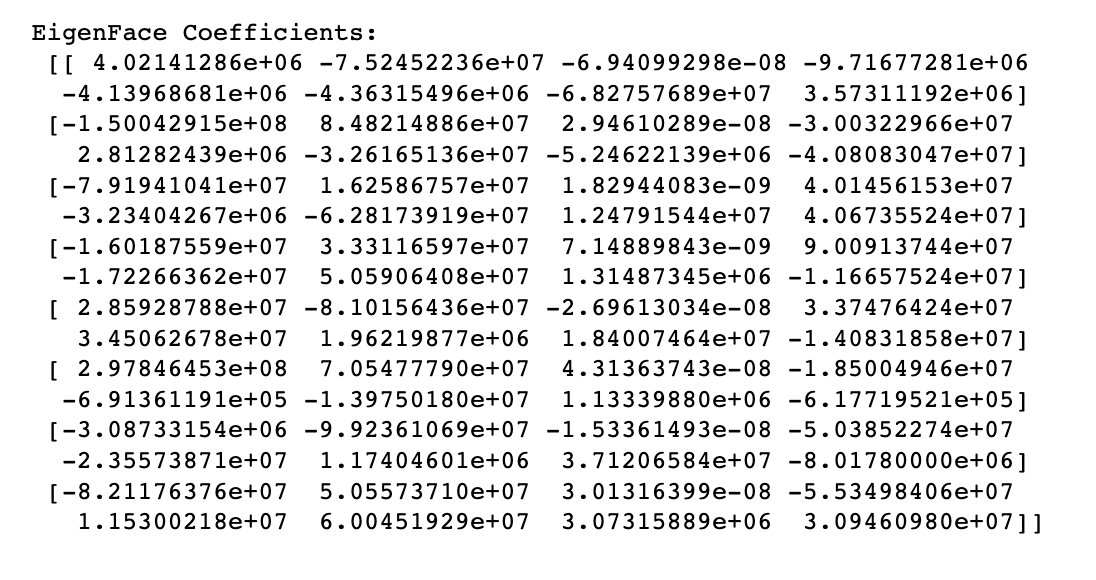 EigenFace Coefficients:
[[ 4.02141286e+06 -7.52452236e+07 -6.94099298e-08 -9.71677281e+06
-4.13968681e+06 -4.36315496e+06 -6.82757689e+07 3.57311192e+06]
[-1.50042915e+08 8.48214886e+07 2.94610289e-08 -3.00322966e+07
2.81282439e+06 -3.26165136e+07 -5.24622139e+06 -4.08083047e+07]
[-7.91941041e+07 1.62586757e+07 1.82944083e-09 4.01456153e+07
-3.23404267e+06 -6.28173919e+07 1.24791544e+07 4.06735524e+07]
[-1.60187559e+07 3.33116597e+07 7.14889843e-09 9.00913744e+07
-1.72266362e+07 5.05906408e+07 1.31487345e+06 -1.16657524e+07]
[ 2.85928788e+07 -8.10156436e+07 -2.69613034e-08 3.37476424e+07
3.45062678e+07 1.96219877e+06 1.84007464e+07 -1.40831858e+07]
[ 2.97846453e+08 7.05477790e+07 4.31363743e-08 -1.85004946e+07
-6.91361191e+05 -1.39750180e+07 1.13339880e+06 -6.17719521e+05]
[-3.08733154e+06 -9.92361069e+07 -1.53361493e-08 -5.03852274e+07
-2.35573871e+07 1.17404601e+06 3.71206584e+07 -8.01780000e+06]
[-8.21176376e+07 5.05573710e+07 3.01316399e-08 -5.53498406e+07
1.15300218e+07 6.00451929e+07 3.07315889e+06 3.09460980e+07]]